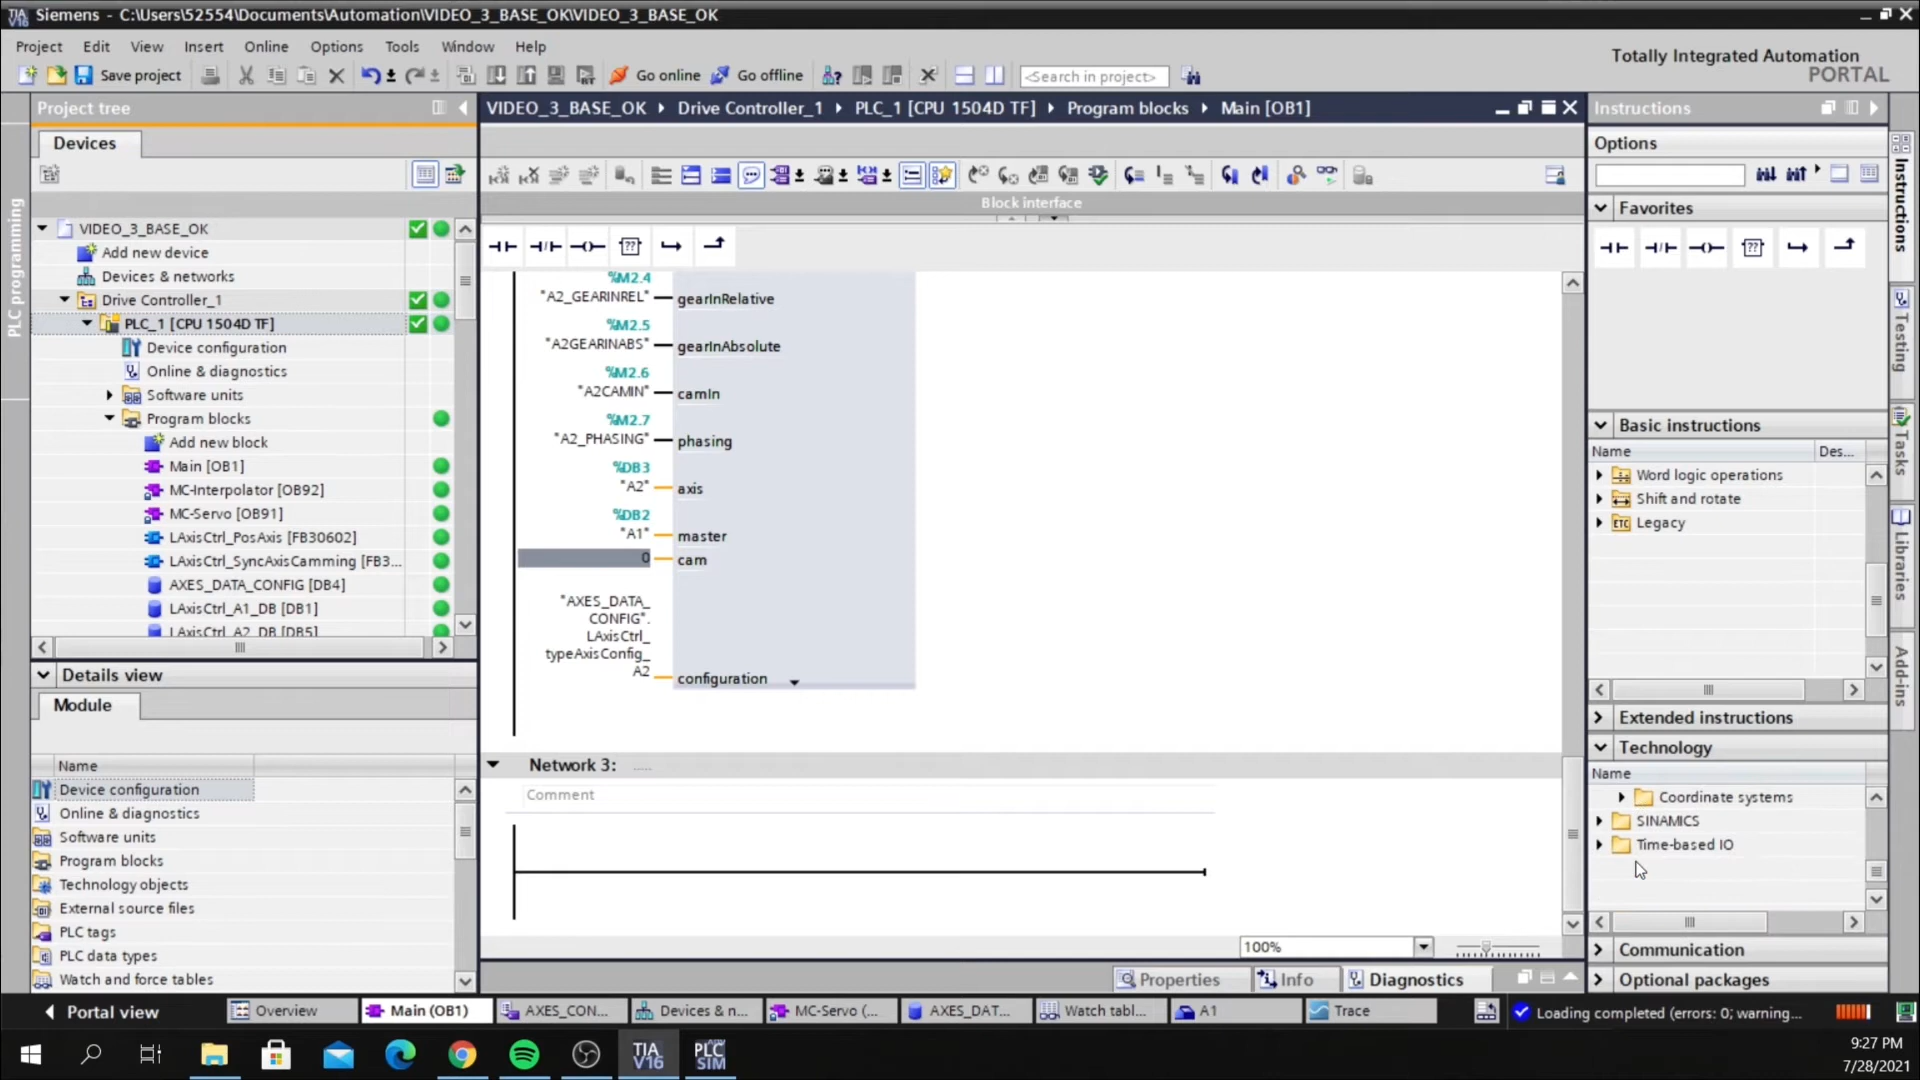 Siemens - C:\Users\52554\Documents\Automation\VIDEO_3_BASE_OK\VIDEO_3_BASE_OK
Project Edit View Insert Online Options Tools Window Help
Totally Integrated Automation
PORTAL
Save project
Go online
Go offline
<Search in project>
Project tree
VIDEO_3_BASE_OK
Drive Controller_1
PLC_1 [CPU 1504D TF]
Program blocks
Main [OB1]
Instructions
Devices
Options
PLC programming
Block interface
Favorites
VIDEO_3_BASE_OK
Add new device
Devices & networks
Drive Controller_1
PLC_1 [CPU 1504D TF]
Device configuration
Online & diagnostics
Software units
Program blocks
Add new block
Main [OB1]
MC-Interpolator [OB92]
MC-Servo [OB91]
LAxisCtrl_PosAxis [FB30602]
LAxisCtrl_SyncAxisCamming [FB3...
AXES_DATA_CONFIG [DB4]
LAxisCtrl_A1_DB [DB1]
LAxisCtrl_A2_DB [DB5]
Details view
Module
Name
Device configuration
Online & diagnostics
Software units
Program blocks
Technology objects
External source files
PLC tags
PLC data types
Watch and force tables
%M2.4
"A2_GEARINREL"
gearInRelative
%M2.5
"A2GEARINABS"
gearInAbsolute
%M2.6
"A2CAMIN"
camIn
%M2.7
"A2_PHASING"
phasing
%DB3
"A2"
axis
%DB2
"A1"
master
0
cam
"AXES_DATA_
CONFIG".
LAxisCtrl_
typeAxisConfig_
A2
configuration
Network 3: .....
Comment
100%
Properties
Info
Diagnostics
Basic instructions
Name
Des...
Word logic operations
Shift and rotate
Legacy
Extended instructions
Technology
Name
Coordinate systems
SINAMICS
Time-based IO
Communication
Optional packages
Instructions
Testing
Tasks
Libraries
Add-ins
Portal view
Overview
Main (OB1)
AXES_CON...
Devices & n...
MC-Servo (...
AXES_DAT...
Watch tabl...
A1
Trace
Loading completed (errors: 0; warning...
TIA
V16
PLC
SIM
9:27 PM
7/28/2021